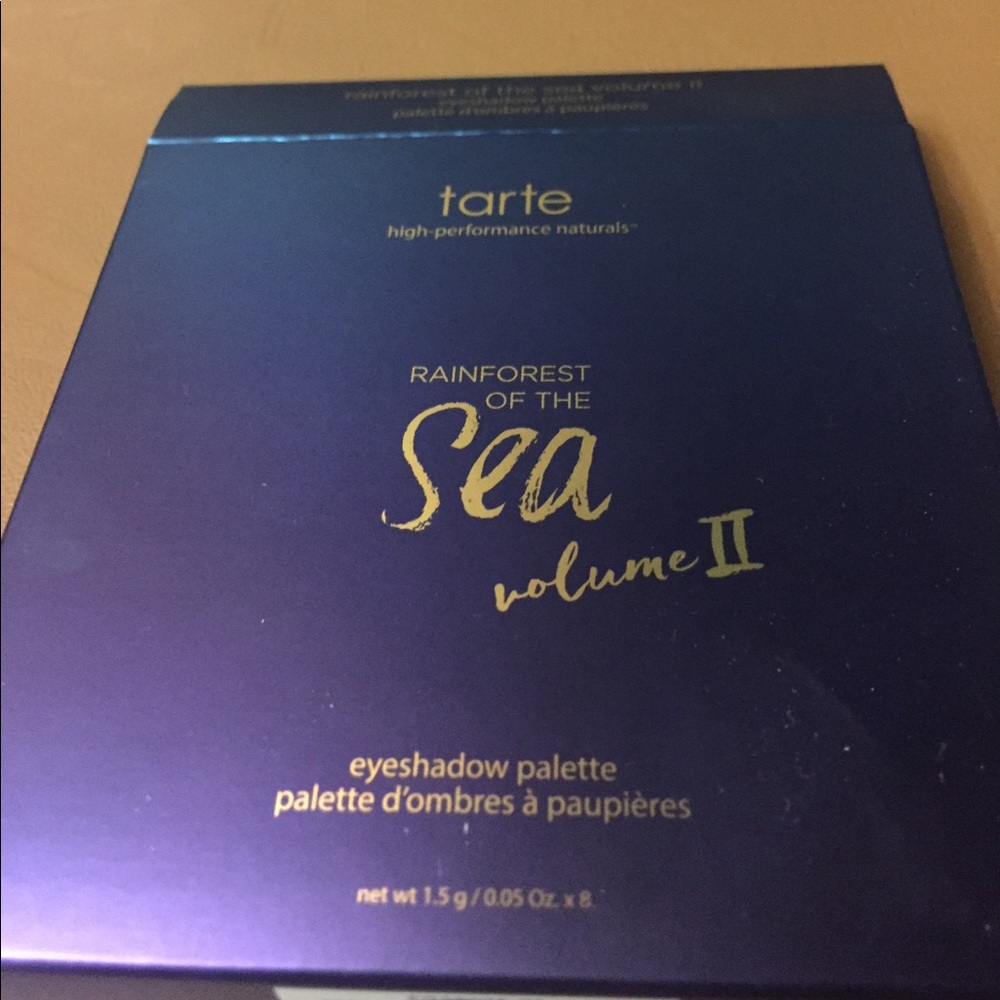 rainforest of the sea volume II
eyeshadow palette
palette d'ombres à paupières
tarte
high-performance naturals™
RAINFOREST
OF THE
Sea
volume II
eyeshadow palette
palette d'ombres à paupières
net wt 1.5 g / 0.05 Oz. x 8